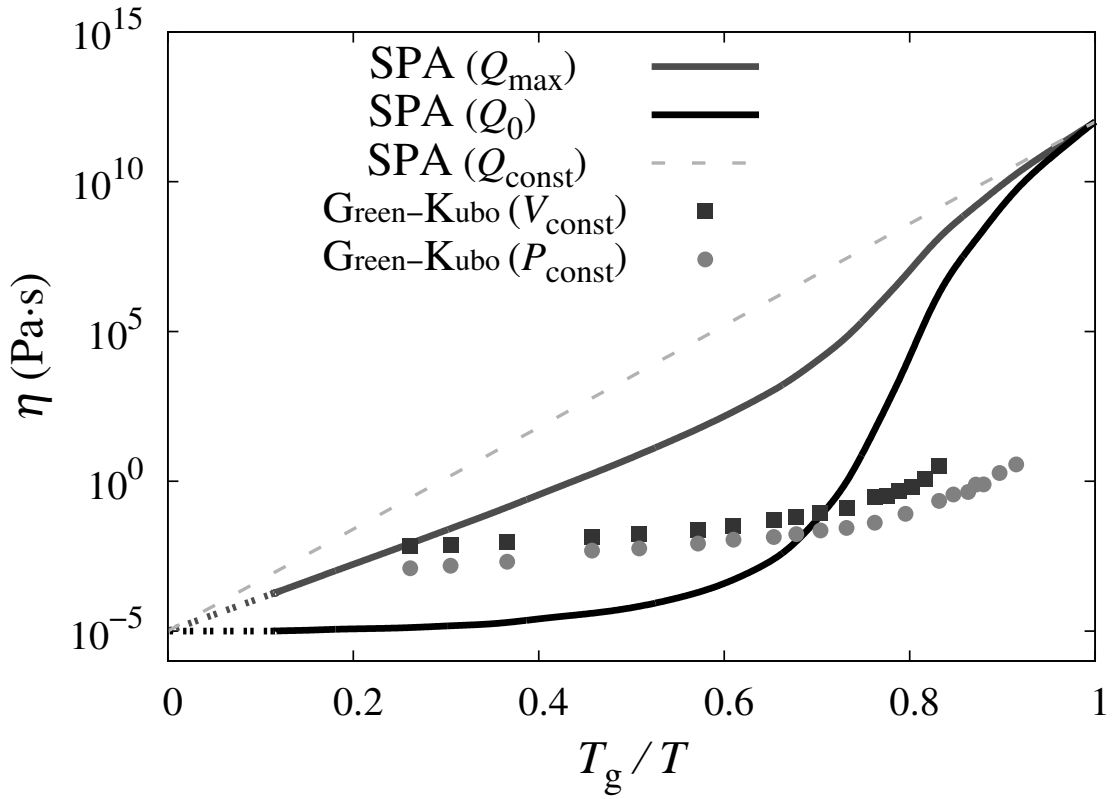 10^15
SPA (Q_max)
SPA (Q_0)
SPA (Q_const)
Green–Kubo (V_const)
Green–Kubo (P_const)
10^10
10^5
10^0
10^−5
η (Pa·s)
0 0.2 0.4 0.6 0.8 1
T_g / T